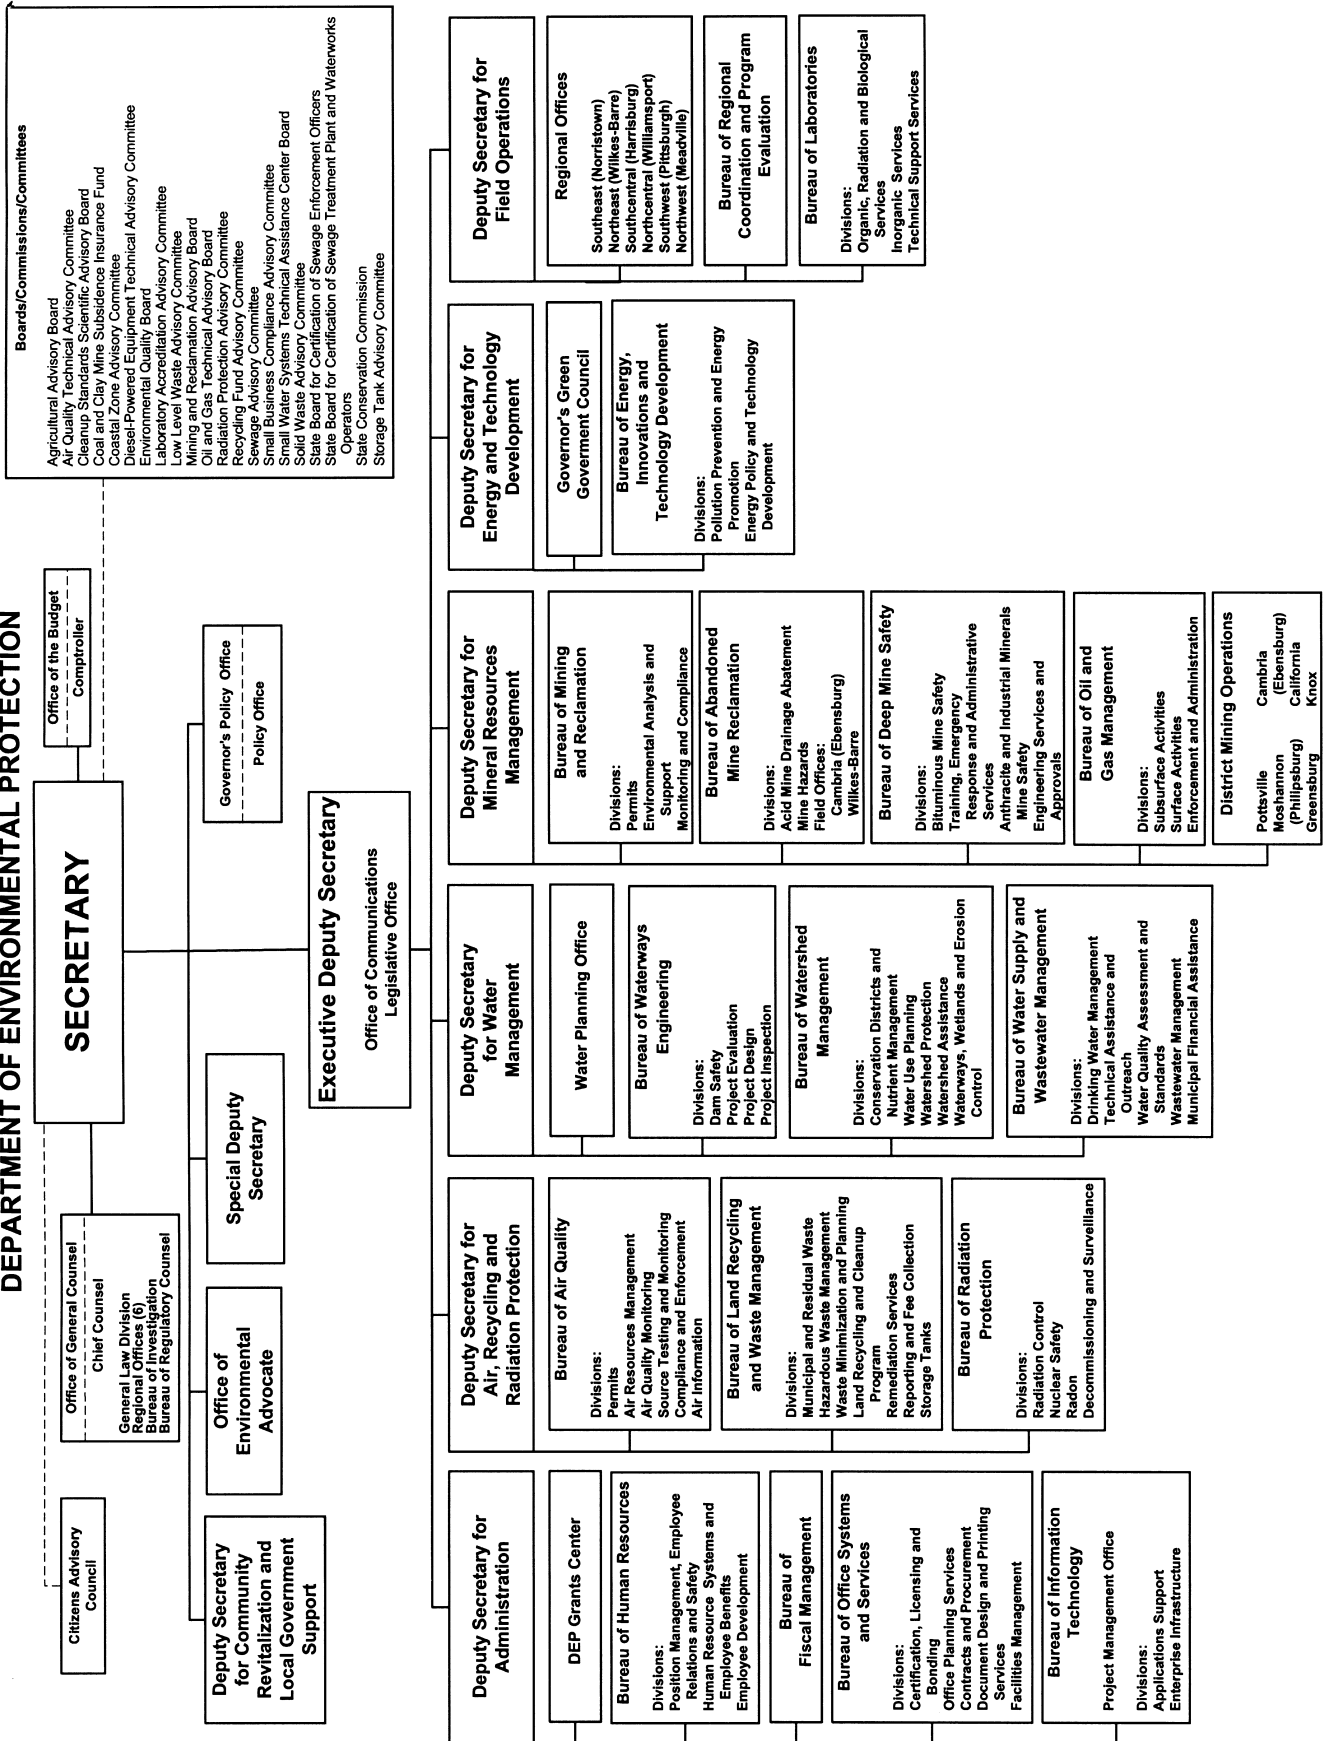 DEPARTMENT OF ENVIRONMENTAL PROTECTION
SECRETARY
Office of the Budget
Comptroller
Boards/Commissions/Committees
Agricultural Advisory Board
Air Quality Technical Advisory Committee
Cleanup Standards Scientific Advisory Board
Coal and Clay Mine Subsidence Insurance Fund
Coastal Zone Advisory Committee
Diesel-Powered Equipment Technical Advisory Committee
Environmental Quality Board
Laboratory Accreditation Advisory Committee
Low Level Waste Advisory Committee
Mining and Reclamation Advisory Board
Oil and Gas Technical Advisory Board
Radiation Protection Advisory Committee
Recycling Fund Advisory Committee
Sewage Advisory Committee
Small Business Compliance Advisory Committee
Small Water Systems Technical Assistance Center Board
Solid Waste Advisory Committee
State Board for Certification of Sewage Enforcement Officers
State Board for Certification of Sewage Treatment Plant and Waterworks
Operators
State Conservation Commission
Storage Tank Advisory Committee
Citizens Advisory
Council
Office of General Counsel
Chief Counsel
General Law Division
Regional Offices (6)
Bureau of Investigation
Bureau of Regulatory Counsel
Deputy Secretary
for Community
Revitalization and
Local Government
Support
Office of
Environmental
Advocate
Special Deputy
Secretary
Governor's Policy Office
Policy Office
Executive Deputy Secretary
Office of Communications
Legislative Office
Deputy Secretary for
Administration
DEP Grants Center
Bureau of Human Resources
Divisions:
Position Management, Employee
Relations and Safety
Human Resource Systems and
Employee Benefits
Employee Development
Bureau of
Fiscal Management
Bureau of Office Systems
and Services
Divisions:
Certification, Licensing and
Bonding
Office Planning Services
Contracts and Procurement
Document Design and Printing
Services
Facilities Management
Bureau of Information
Technology
Project Management Office
Divisions:
Applications Support
Enterprise Infrastructure
Deputy Secretary for
Air, Recycling and
Radiation Protection
Bureau of Air Quality
Divisions:
Permits
Air Resources Management
Air Quality Monitoring
Source Testing and Monitoring
Compliance and Enforcement
Air Information
Bureau of Land Recycling
and Waste Management
Divisions:
Municipal and Residual Waste
Hazardous Waste Management
Waste Minimization and Planning
Land Recycling and Cleanup
Program
Remediation Services
Reporting and Fee Collection
Storage Tanks
Bureau of Radiation
Protection
Divisions:
Radiation Control
Nuclear Safety
Radon
Decommissioning and Surveillance
Deputy Secretary
for Water
Management
Water Planning Office
Bureau of Waterways
Engineering
Divisions:
Dam Safety
Project Evaluation
Project Design
Project Inspection
Bureau of Watershed
Management
Divisions:
Conservation Districts and
Nutrient Management
Water Use Planning
Watershed Protection
Watershed Assistance
Waterways, Wetlands and Erosion
Control
Bureau of Water Supply and
Wastewater Management
Divisions:
Drinking Water Management
Technical Assistance and
Outreach
Water Quality Assessment and
Standards
Wastewater Management
Municipal Financial Assistance
Deputy Secretary for
Mineral Resources
Management
Bureau of Mining
and Reclamation
Divisions:
Permits
Environmental Analysis and
Support
Monitoring and Compliance
Bureau of Abandoned
Mine Reclamation
Divisions:
Acid Mine Drainage Abatement
Mine Hazards
Field Offices:
Cambria (Ebensburg)
Wilkes-Barre
Bureau of Deep Mine Safety
Divisions:
Bituminous Mine Safety
Training, Emergency
Response and Administrative
Services
Anthracite and Industrial Minerals
Mine Safety
Engineering Services and
Approvals
Bureau of Oil and
Gas Management
Divisions:
Subsurface Activities
Surface Activities
Enforcement and Administration
District Mining Operations
Pottsville Cambria
Moshannon (Ebensburg)
(Philipsburg) California
Greensburg Knox
Deputy Secretary for
Energy and Technology
Development
Governor's Green
Goverment Council
Bureau of Energy,
Innovations and
Technology Development
Divisions:
Pollution Prevention and Energy
Promotion
Energy Policy and Technology
Development
Deputy Secretary for
Field Operations
Regional Offices
Southeast (Norristown)
Northeast (Wilkes-Barre)
Southcentral (Harrisburg)
Northcentral (Williamsport)
Southwest (Pittsburgh)
Northwest (Meadville)
Bureau of Regional
Coordination and Program
Evaluation
Bureau of Laboratories
Divisions:
Organic, Radiation and Biological
Services
Inorganic Services
Technical Support Services